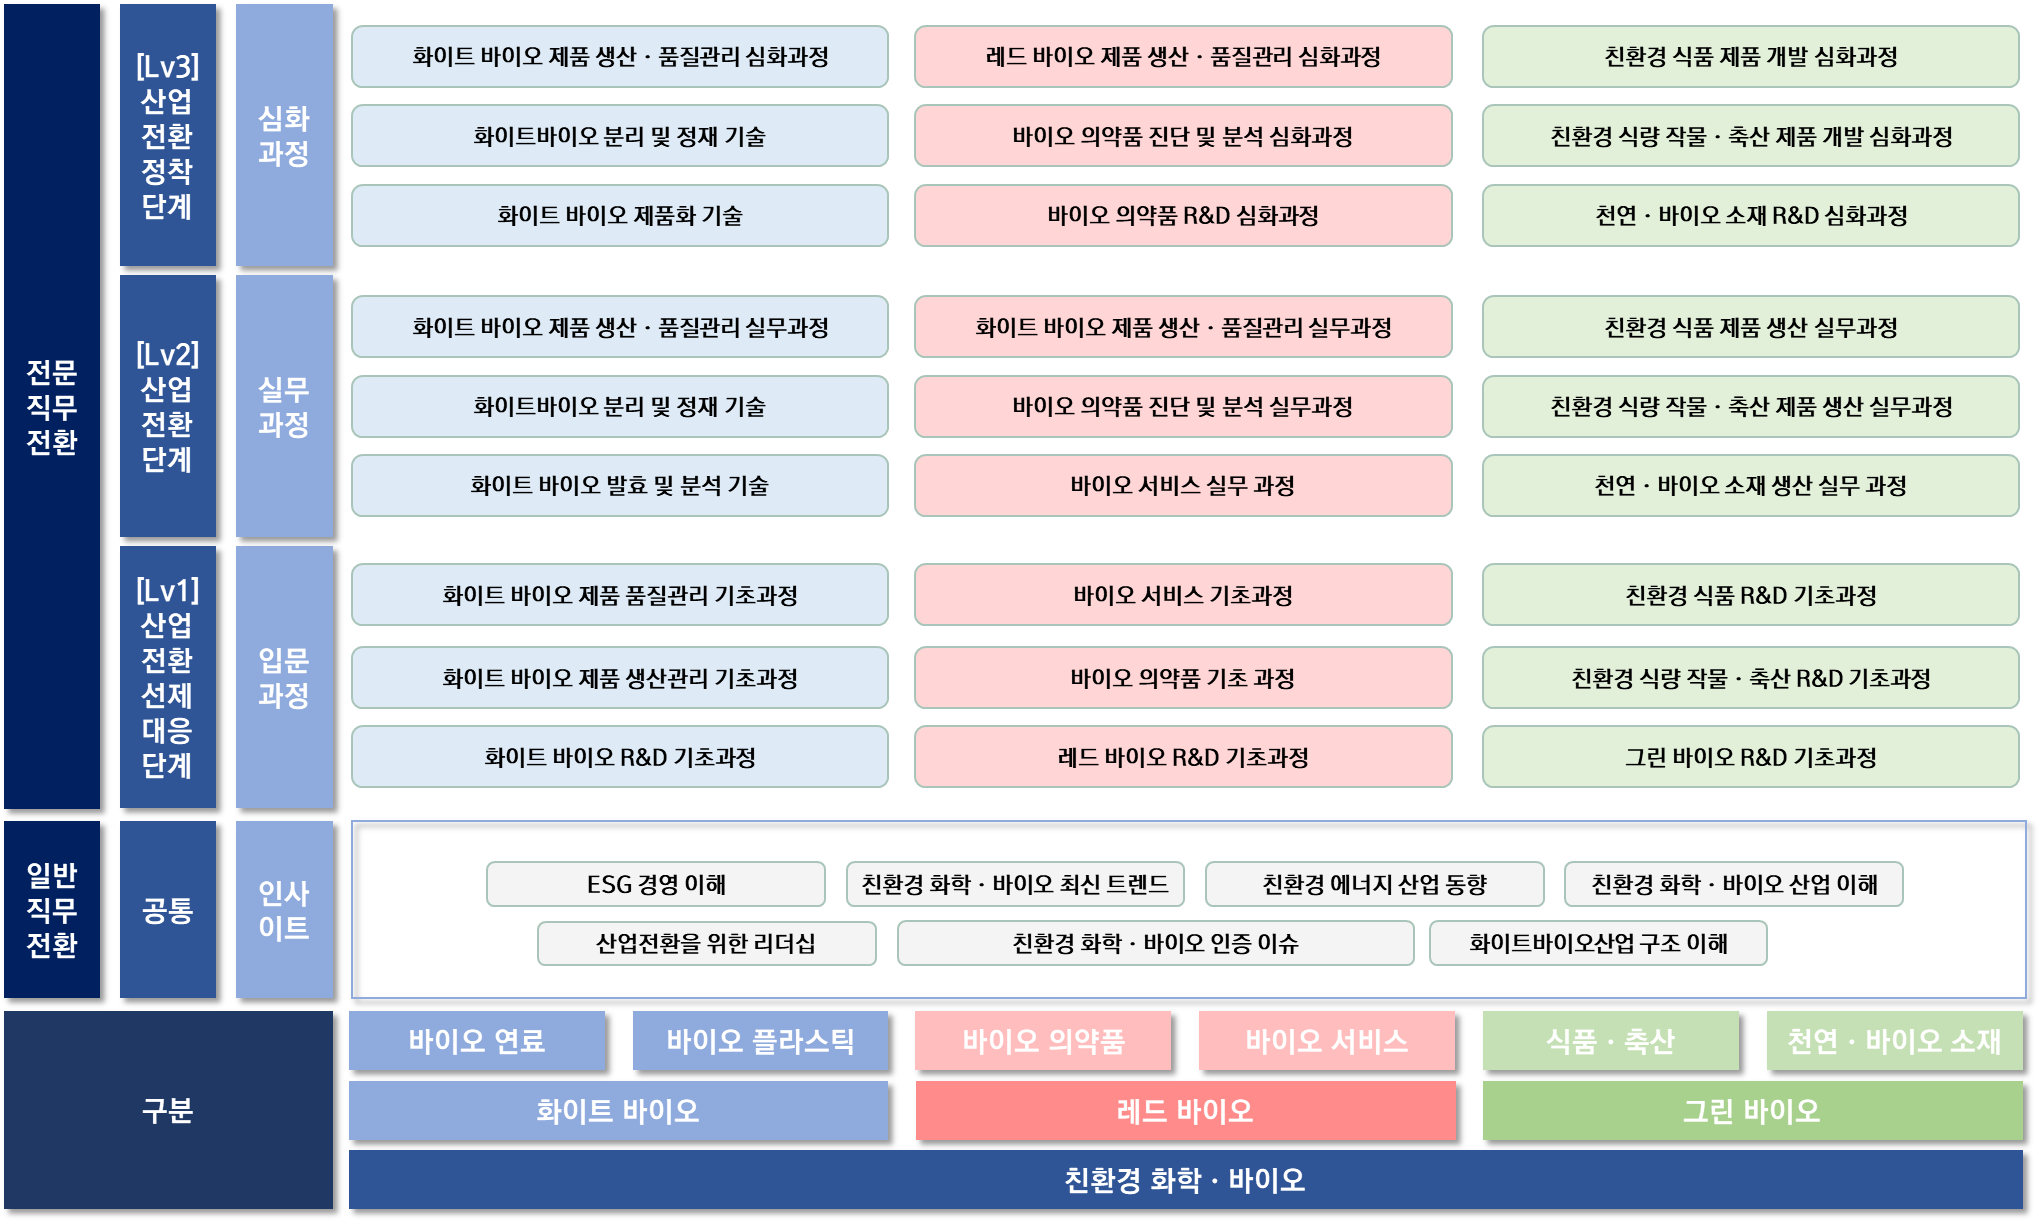 전문
직무
전환
[Lv3]
산업
전환
정착
단계
심화
과정
화이트 바이오 제품 생산 · 품질관리 심화과정
레드 바이오 제품 생산 · 품질관리 심화과정
친환경 식품 제품 개발 심화과정
화이트바이오 분리 및 정재 기술
바이오 의약품 진단 및 분석 심화과정
친환경 식량 작물 · 축산 제품 개발 심화과정
화이트 바이오 제품화 기술
바이오 의약품 R&D 심화과정
천연 · 바이오 소재 R&D 심화과정
[Lv2]
산업
전환
단계
실무
과정
화이트 바이오 제품 생산 · 품질관리 실무과정
화이트 바이오 제품 생산 · 품질관리 실무과정
친환경 식품 제품 생산 실무과정
화이트바이오 분리 및 정재 기술
바이오 의약품 진단 및 분석 실무과정
친환경 식량 작물 · 축산 제품 생산 실무과정
화이트 바이오 발효 및 분석 기술
바이오 서비스 실무 과정
천연 · 바이오 소재 생산 실무 과정
[Lv1]
산업
전환
선제
대응
단계
입문
과정
화이트 바이오 제품 품질관리 기초과정
바이오 서비스 기초과정
친환경 식품 R&D 기초과정
화이트 바이오 제품 생산관리 기초과정
바이오 의약품 기초 과정
친환경 식량 작물 · 축산 R&D 기초과정
화이트 바이오 R&D 기초과정
레드 바이오 R&D 기초과정
그린 바이오 R&D 기초과정
일반
직무
전환
공통
인사
이트
ESG 경영 이해
친환경 화학 · 바이오 최신 트렌드
친환경 에너지 산업 동향
친환경 화학 · 바이오 산업 이해
산업전환을 위한 리더십
친환경 화학 · 바이오 인증 이슈
화이트바이오산업 구조 이해
구분
바이오 연료
바이오 플라스틱
바이오 의약품
바이오 서비스
식품 · 축산
천연 · 바이오 소재
화이트 바이오
레드 바이오
그린 바이오
친환경 화학 · 바이오